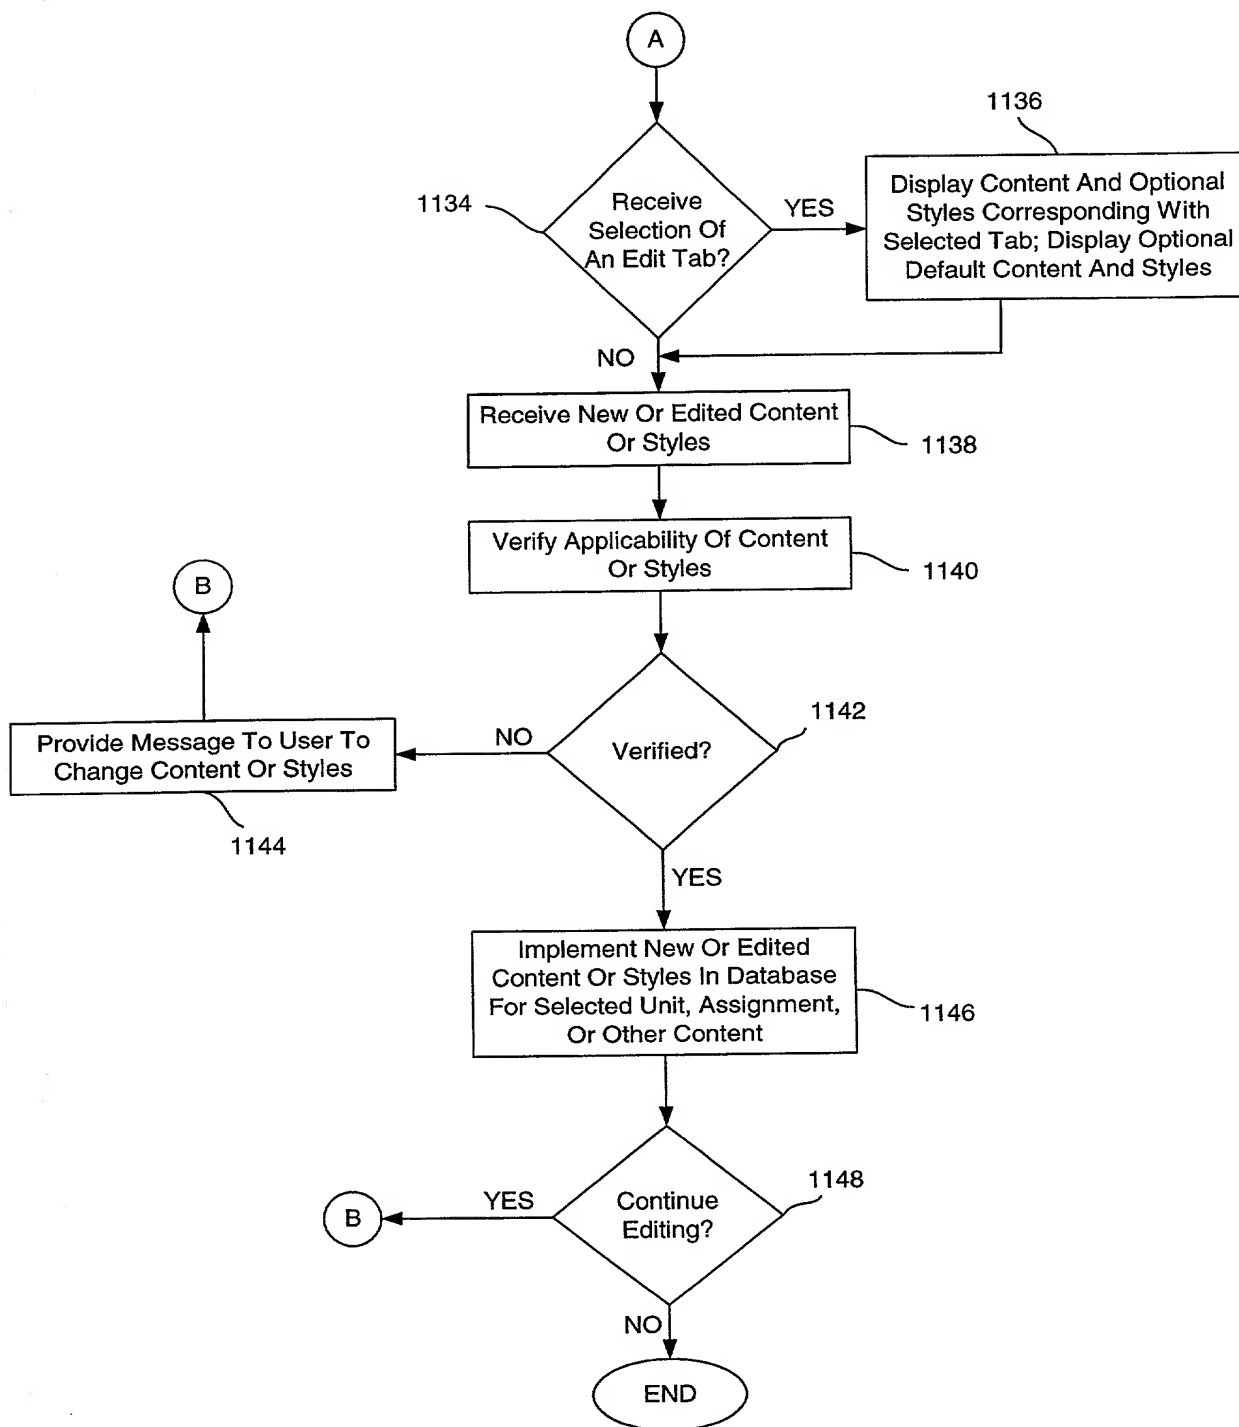 A
1136
1134
Receive
Selection Of
An Edit Tab?
YES
Display Content And Optional
Styles Corresponding With
Selected Tab; Display Optional
Default Content And Styles
NO
Receive New Or Edited Content
Or Styles
1138
Verify Applicability Of Content
Or Styles
1140
B
1142
Verified?
NO
Provide Message To User To
Change Content Or Styles
1144
YES
Implement New Or Edited
Content Or Styles In Database
For Selected Unit, Assignment,
Or Other Content
1146
1148
Continue
Editing?
YES
B
NO
END